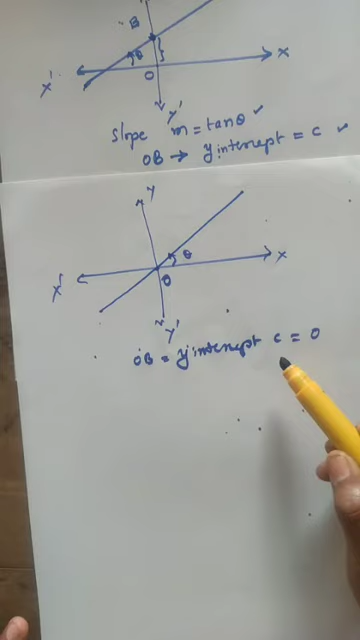 B
θ
X' O X
Y'
Slope m = tanθ ✓
OB → y intercept = c ✓
Y
θ
X' O X
Y'
OB = y intercept c = 0